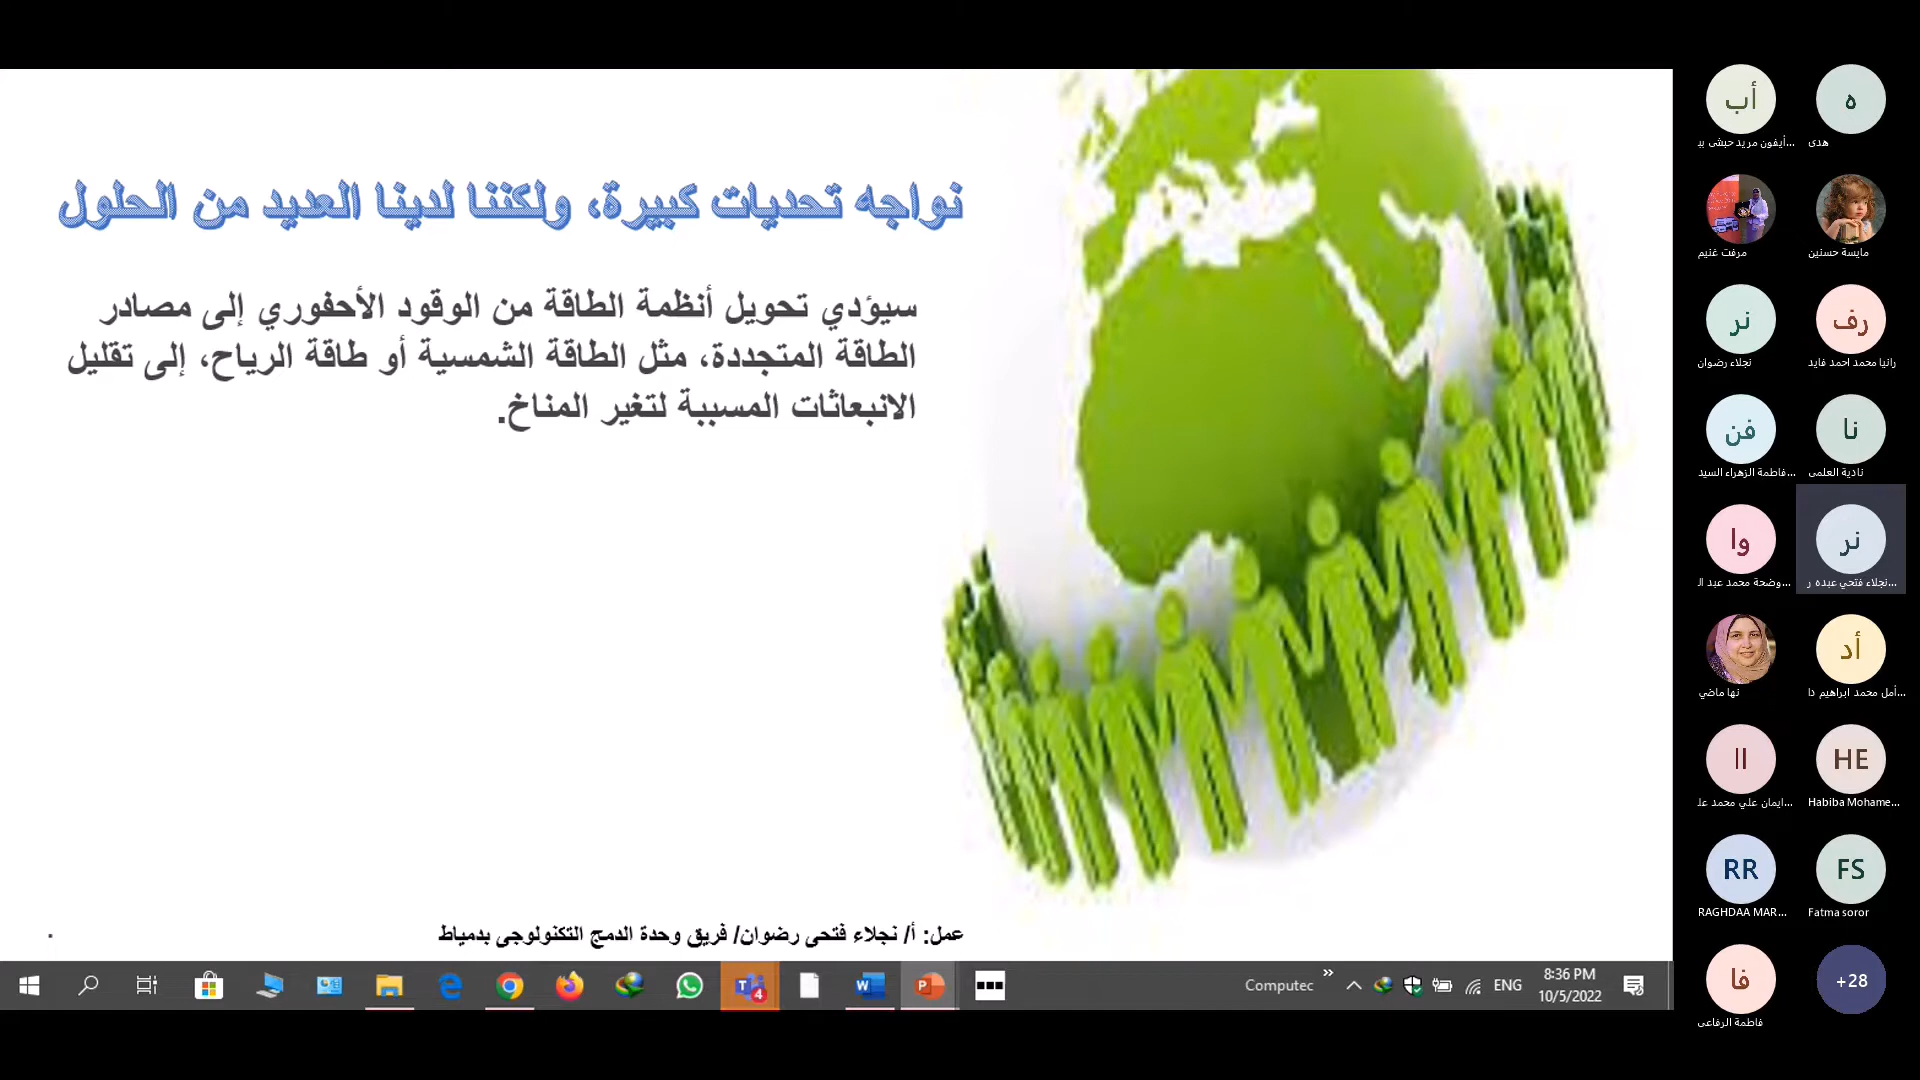 نواجه تحديات كبيرة، ولكننا لدينا العديد من الحلول
سيؤدي تحويل أنظمة الطاقة من الوقود الأحفوري إلى مصادر
الطاقة المتجددة، مثل الطاقة الشمسية أو طاقة الرياح، إلى تقليل
الانبعاثات المسببة لتغير المناخ.
عمل: أ/ نجلاء فتحى رضوان/ فريق وحدة الدمج التكنولوجى بدمياط
أب
ه
أيفون مريد حبشى بي...
هدى
مرفت غنيم
مايسة حسنين
نر
رف
نجلاء رضوان
رانيا محمد احمد فايد
فن
نا
فاطمة الزهراء السيد...
نادية العلمى
وا
نر
وضحة محمد عبد ال...
نجلاء فتحي عبده ر...
نها ماضي
أد
أمل محمد ابراهيم دا...
اا
HE
ايمان علي محمد عل...
Habiba Mohame...
RR
FS
RAGHDAA MAR...
Fatma soror
فا
+28
فاطمة الرفاعى
4
Computec
»
ENG
8:36 PM
10/5/2022